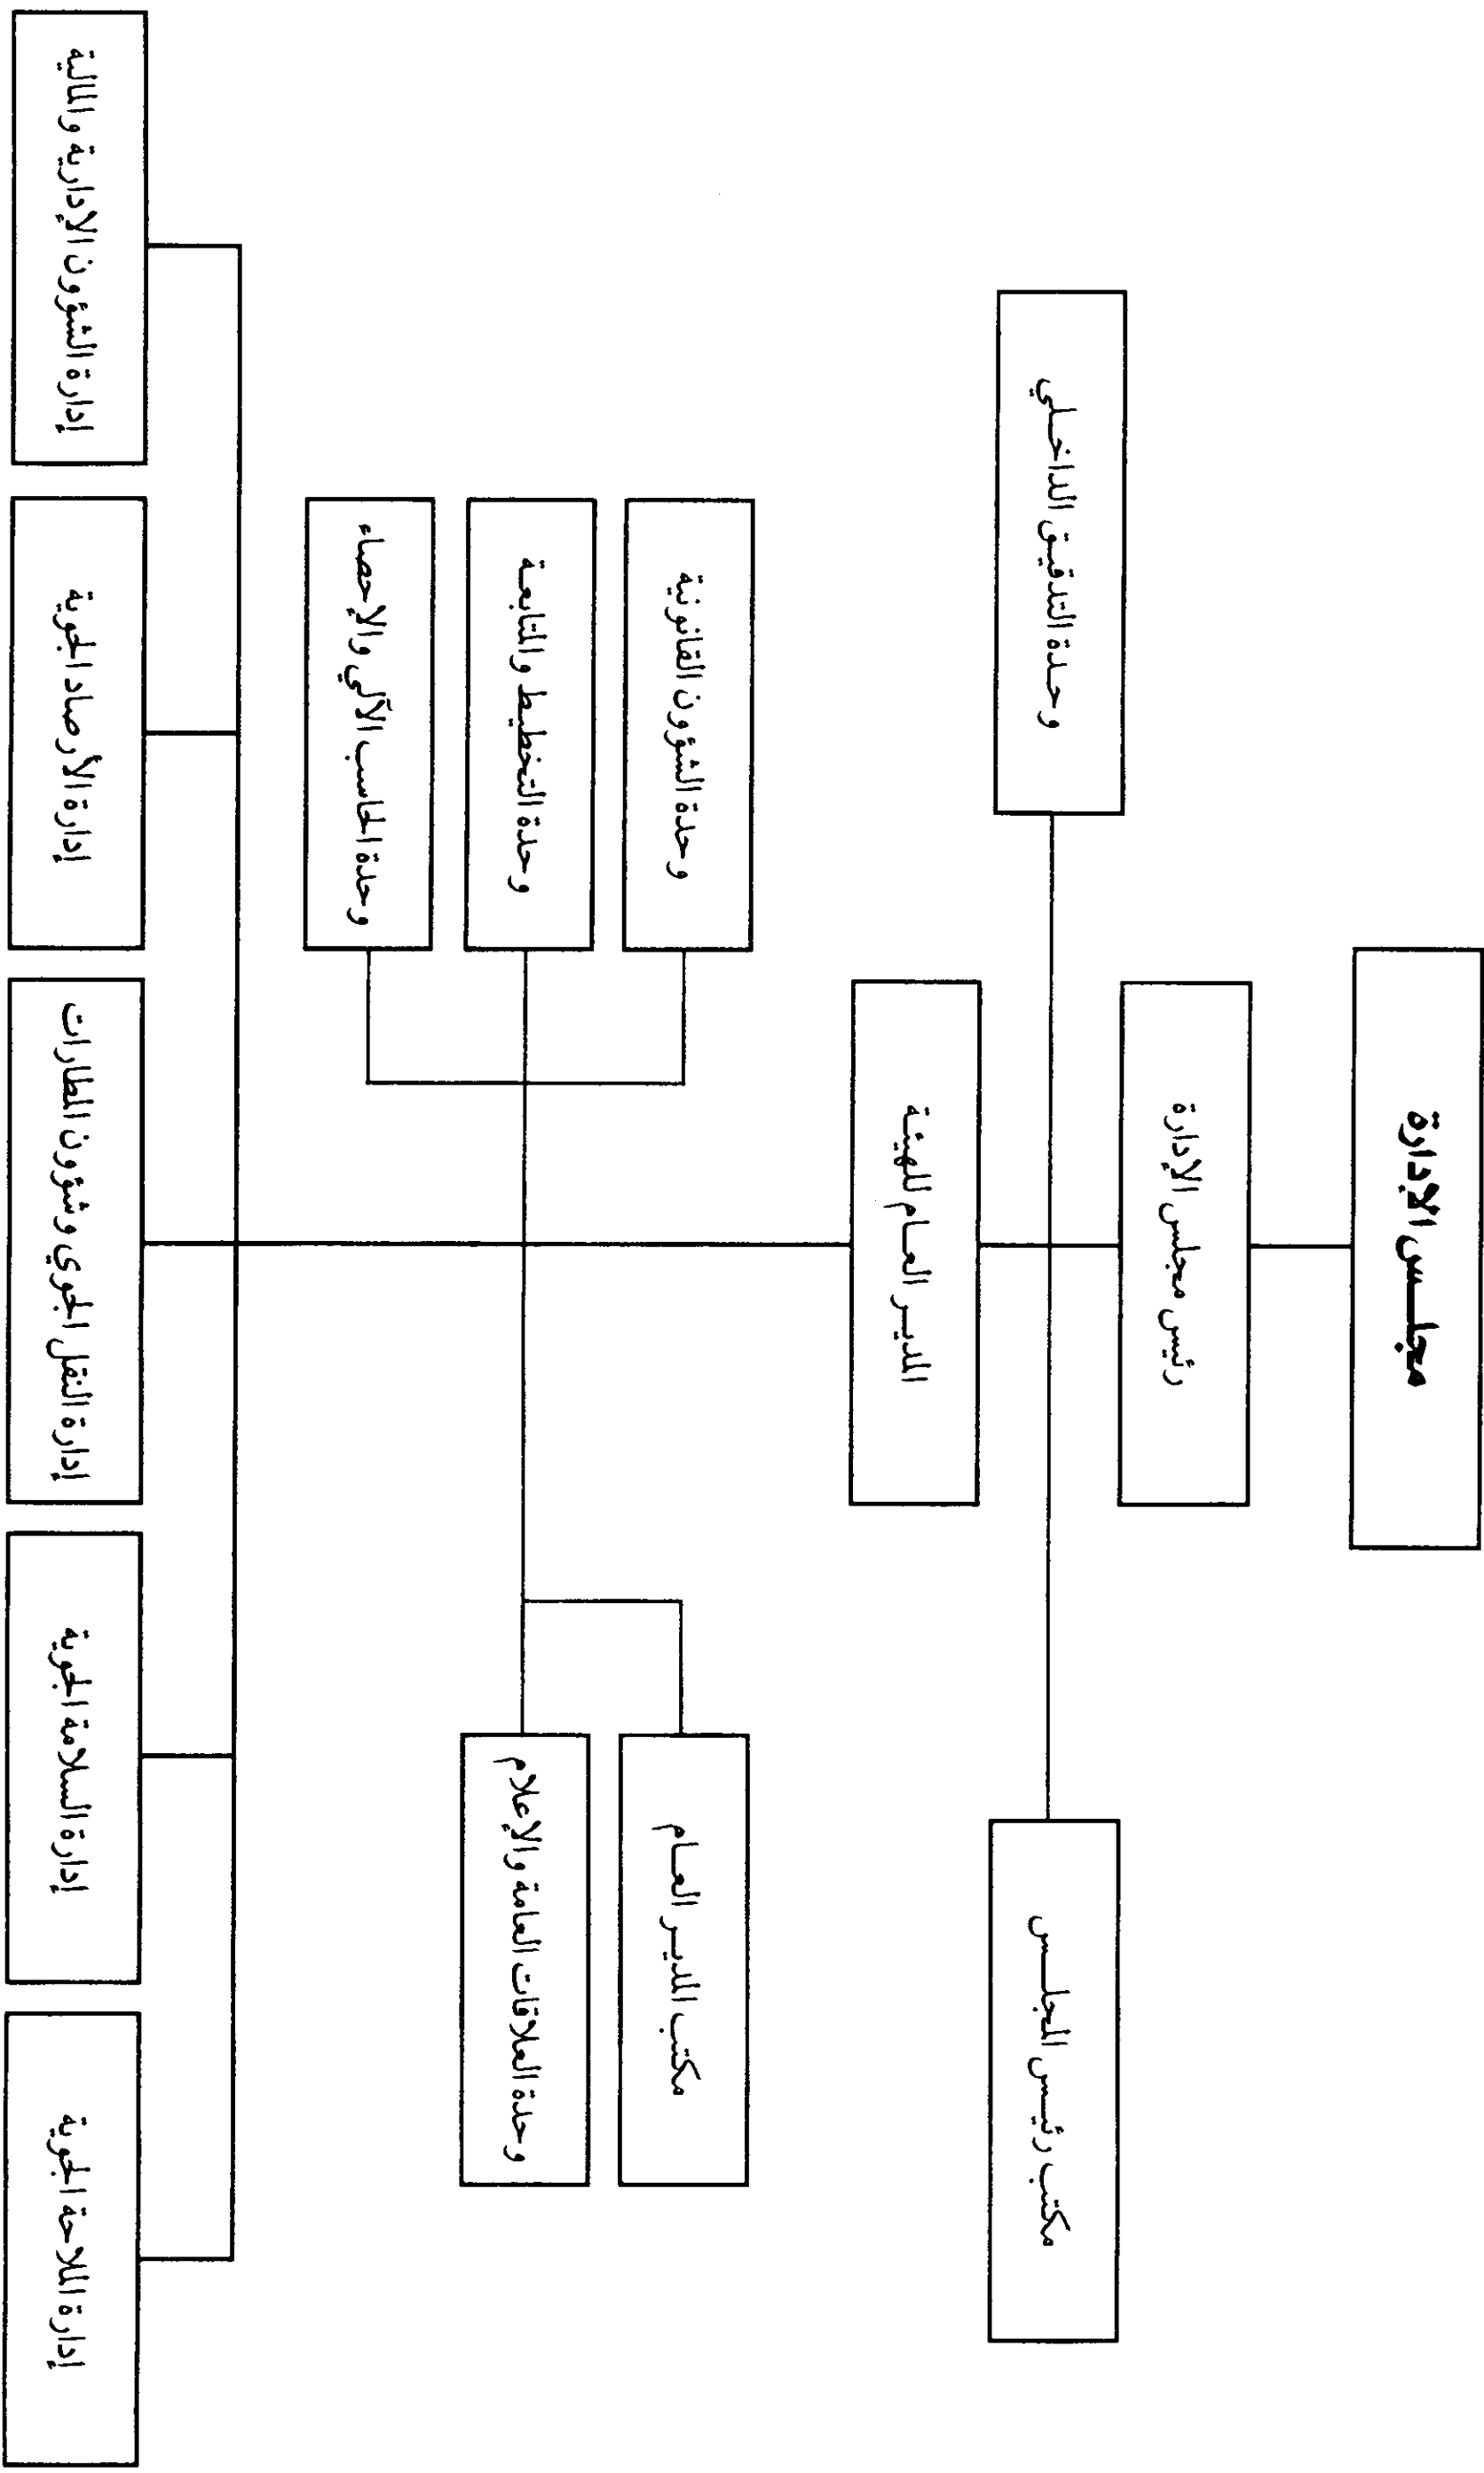 مجلس الإدارة
رئيس مجلس الإدارة
مكتب رئيس المجلس
وحدة التدقيق الداخلي
المدير العام للهيئة
مكتب المدير العام
وحدة العلاقات العامة والإعلام
وحدة الشؤون القانونية
وحدة التخطيط والمتابعة
وحدة الحاسب الآلي والإحصاء
إدارة الملاحة الجوية
إدارة السلامة الجوية
إدارة النقل الجوي وشؤون المطارات
إدارة الأرصاد الجوية
إدارة الشؤون الإدارية والمالية